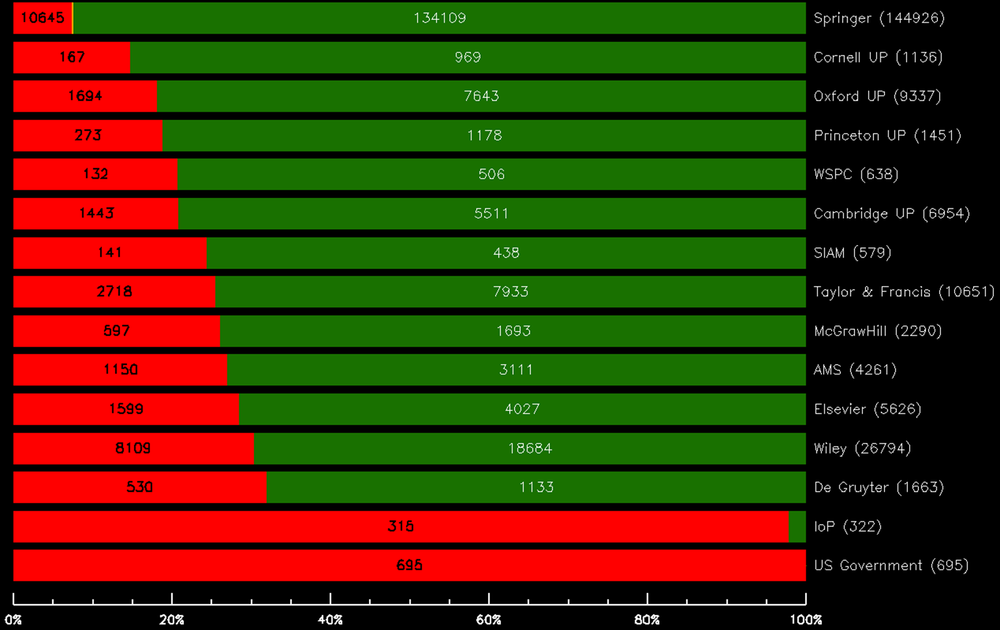 10645 134109 Springer (144926)
167 969 Cornell UP (1136)
1694 7643 Oxford UP (9337)
273 1178 Princeton UP (1451)
132 506 WSPC (638)
1443 5511 Cambridge UP (6954)
141 438 SIAM (579)
2718 7933 Taylor & Francis (10651)
597 1693 McGrawHill (2290)
1150 3111 AMS (4261)
1599 4027 Elsevier (5626)
8109 18684 Wiley (26794)
530 1133 De Gruyter (1663)
315 IoP (322)
695 US Government (695)
0% 20% 40% 60% 80% 100%